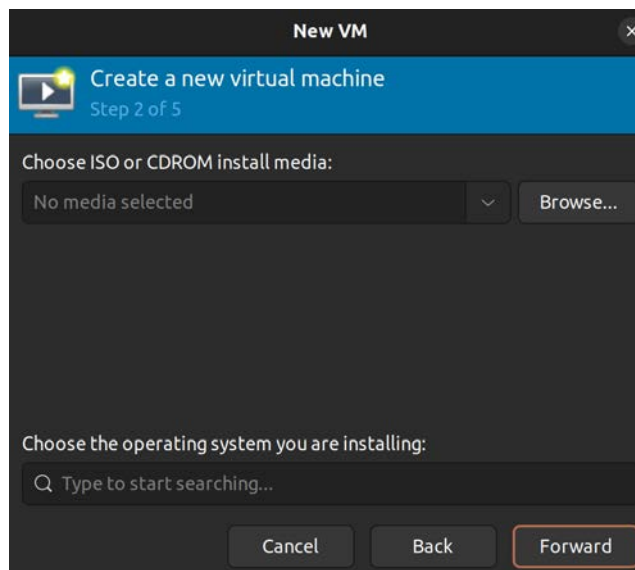 New VM
Create a new virtual machine
Step 2 of 5
Choose ISO or CDROM install media:
No media selected
Browse...
Choose the operating system you are installing:
Type to start searching...
Cancel Back Forward